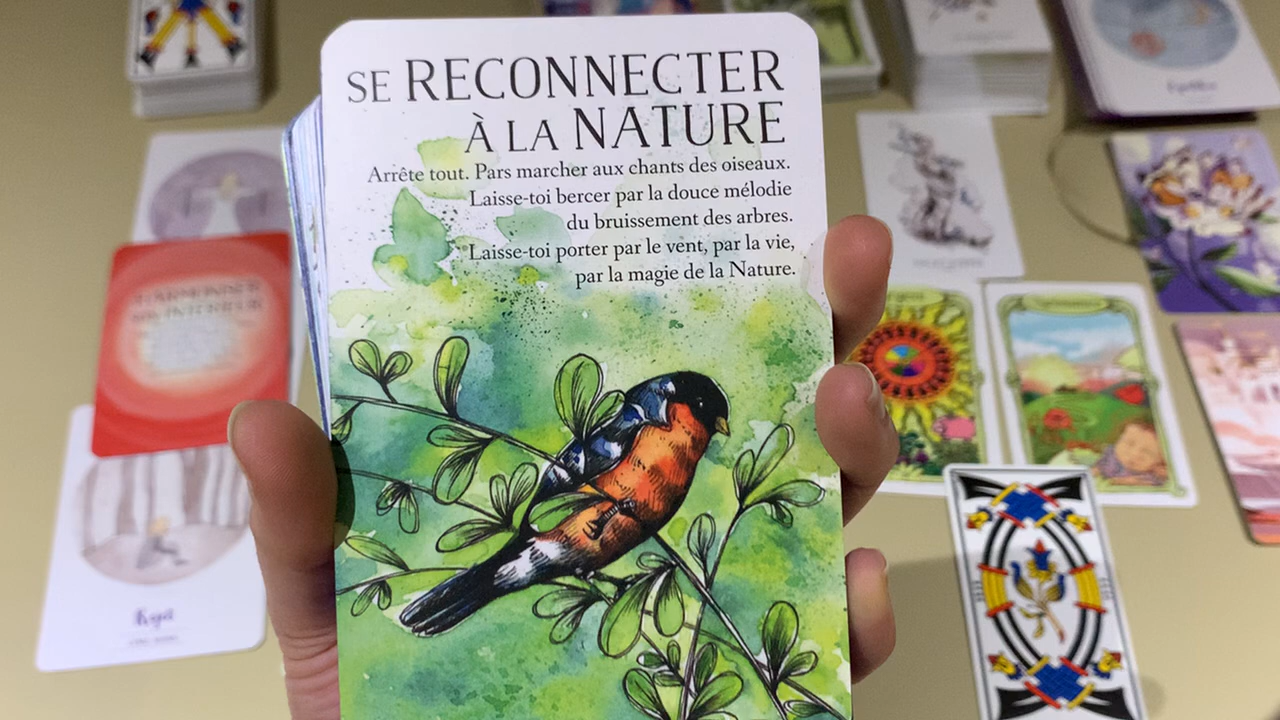 SE RECONNECTER
À LA NATURE
Arrête tout. Pars marcher aux chants des oiseaux.
Laisse-toi bercer par la douce mélodie
du bruissement des arbres.
Laisse-toi porter par le vent, par la vie,
par la magie de la Nature.
HARMONISER
INTÉRIEUR